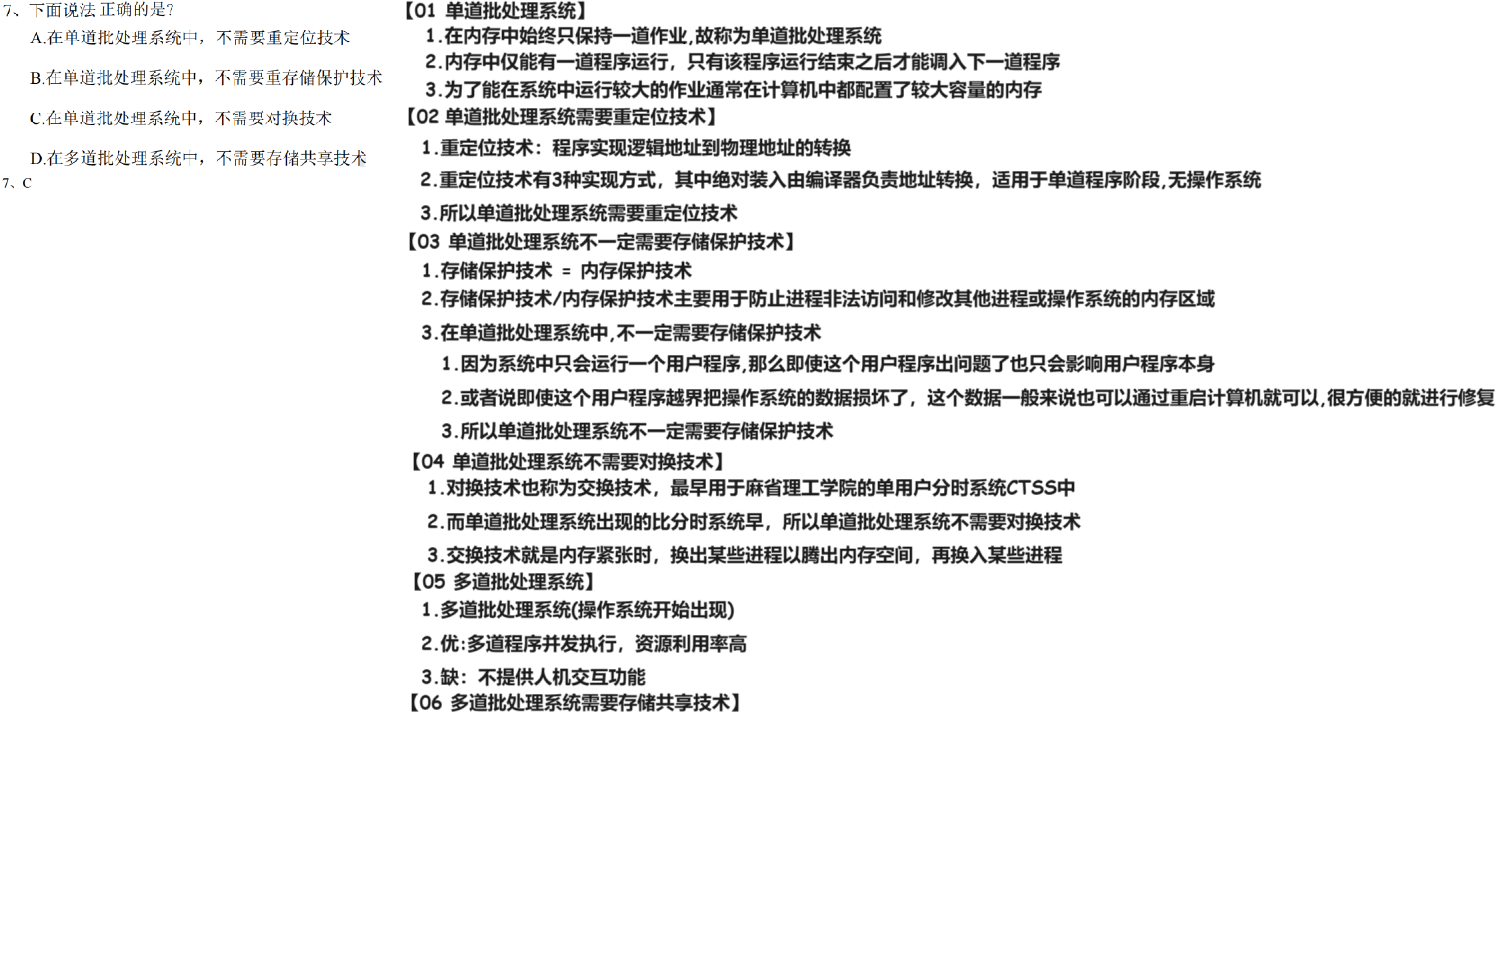 7、下面说法正确的是?
A.在单道批处理系统中，不需要重定位技术
B.在单道批处理系统中，不需要重存储保护技术
C.在单道批处理系统中，不需要对换技术
D.在多道批处理系统中，不需要存储共享技术
7、C
【01 单道批处理系统】
1.在内存中始终只保持一道作业,故称为单道批处理系统
2.内存中仅能有一道程序运行，只有该程序运行结束之后才能调入下一道程序
3.为了能在系统中运行较大的作业通常在计算机中都配置了较大容量的内存
【02 单道批处理系统需要重定位技术】
1.重定位技术：程序实现逻辑地址到物理地址的转换
2.重定位技术有3种实现方式，其中绝对装入由编译器负责地址转换，适用于单道程序阶段,无操作系统
3.所以单道批处理系统需要重定位技术
【03 单道批处理系统不一定需要存储保护技术】
1.存储保护技术 = 内存保护技术
2.存储保护技术/内存保护技术主要用于防止进程非法访问和修改其他进程或操作系统的内存区域
3.在单道批处理系统中,不一定需要存储保护技术
1.因为系统中只会运行一个用户程序,那么即使这个用户程序出问题了也只会影响用户程序本身
2.或者说即使这个用户程序越界把操作系统的数据损坏了，这个数据一般来说也可以通过重启计算机就可以,很方便的就进行修复
3.所以单道批处理系统不一定需要存储保护技术
【04 单道批处理系统不需要对换技术】
1.对换技术也称为交换技术，最早用于麻省理工学院的单用户分时系统CTSS中
2.而单道批处理系统出现的比分时系统早，所以单道批处理系统不需要对换技术
3.交换技术就是内存紧张时，换出某些进程以腾出内存空间，再换入某些进程
【05 多道批处理系统】
1.多道批处理系统(操作系统开始出现)
2.优:多道程序并发执行，资源利用率高
3.缺：不提供人机交互功能
【06 多道批处理系统需要存储共享技术】